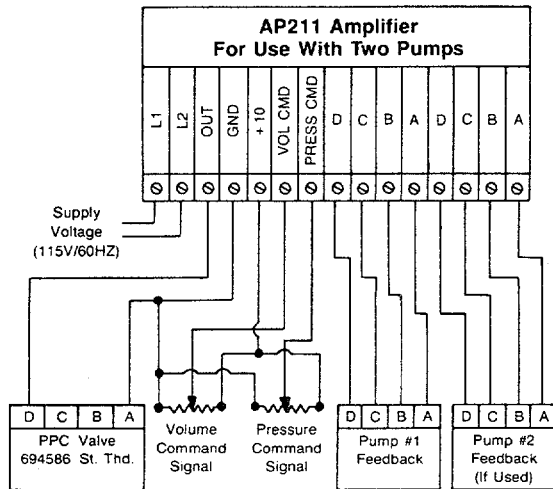 AP211 Amplifier
For Use With Two Pumps
L1 L2 OUT GND +10 VOL CMD PRESS CMD D C B A D C B A
Supply
Voltage
(115V/60HZ)
D C B A
PPC Valve
694586 St. Thd.
Volume
Command
Signal
Pressure
Command
Signal
D C B A
Pump #1
Feedback
D C B A
Pump #2
Feedback
(If Used)